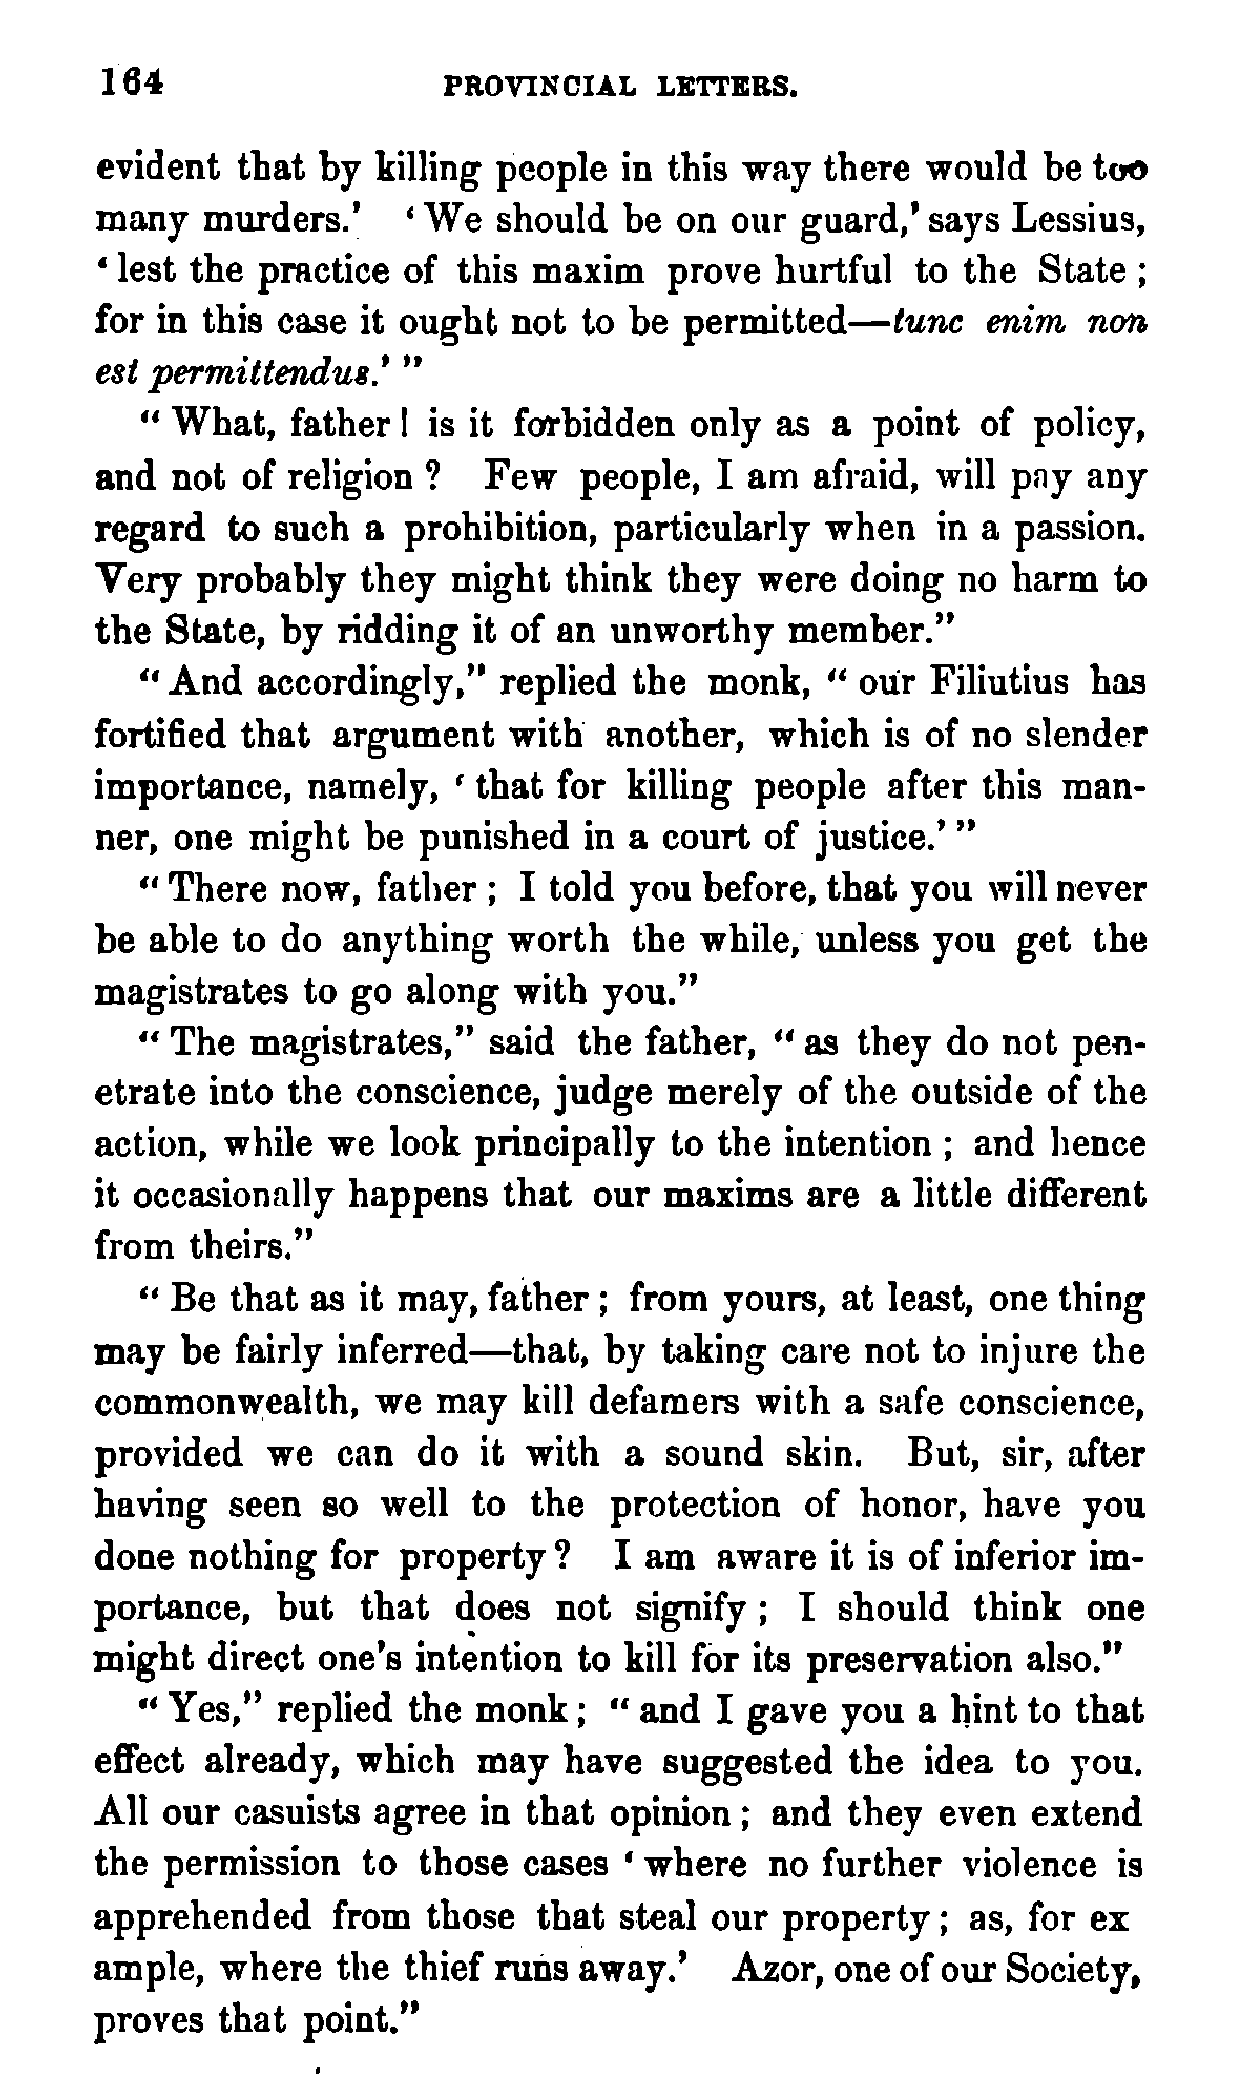 164 PROVINCIAL LETTERS.
evident that by killing people in this way there would be too
many murders.' 'We should be on our guard,' says Lessius,
'lest the practice of this maxim prove hurtful to the State;
for in this case it ought not to be permitted—tunc enim non
est permittendus.' "
"What, father! is it forbidden only as a point of policy,
and not of religion? Few people, I am afraid, will pay any
regard to such a prohibition, particularly when in a passion.
Very probably they might think they were doing no harm to
the State, by ridding it of an unworthy member."
"And accordingly," replied the monk, "our Filiutius has
fortified that argument with another, which is of no slender
importance, namely, 'that for killing people after this man-
ner, one might be punished in a court of justice.' "
"There now, father; I told you before, that you will never
be able to do anything worth the while, unless you get the
magistrates to go along with you."
"The magistrates," said the father, "as they do not pen-
etrate into the conscience, judge merely of the outside of the
action, while we look principally to the intention; and hence
it occasionally happens that our maxims are a little different
from theirs."
"Be that as it may, father; from yours, at least, one thing
may be fairly inferred—that, by taking care not to injure the
commonwealth, we may kill defamers with a safe conscience,
provided we can do it with a sound skin. But, sir, after
having seen so well to the protection of honor, have you
done nothing for property? I am aware it is of inferior im-
portance, but that does not signify; I should think one
might direct one's intention to kill for its preservation also."
"Yes," replied the monk; "and I gave you a hint to that
effect already, which may have suggested the idea to you.
All our casuists agree in that opinion; and they even extend
the permission to those cases 'where no further violence is
apprehended from those that steal our property; as, for ex
ample, where the thief runs away.' Azor, one of our Society,
proves that point."